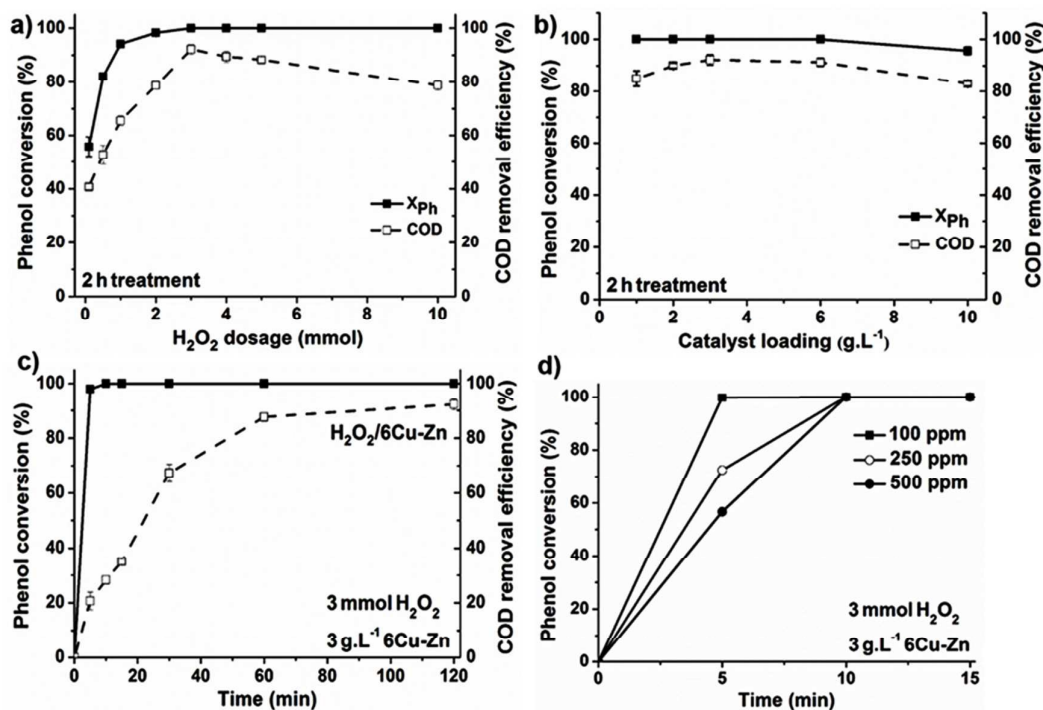 a)
Phenol conversion (%)
100
80
60
40
20
0
0 2 4 6 8 10
H₂O₂ dosage (mmol)
100
80
60
40
20
0
COD removal efficiency (%)
X_Ph
COD
2 h treatment
b)
Phenol conversion (%)
100
80
60
40
20
0
0 2 4 6 8 10
Catalyst loading (g.L⁻¹)
100
80
60
40
20
0
COD removal efficiency (%)
X_Ph
COD
2 h treatment
c)
Phenol conversion (%)
100
80
60
40
20
0
0 20 40 60 80 100 120
Time (min)
100
80
60
40
20
0
COD removal efficiency (%)
H₂O₂/6Cu-Zn
3 mmol H₂O₂
3 g.L⁻¹ 6Cu-Zn
d)
Phenol conversion (%)
100
80
60
40
20
0
0 5 10 15
Time (min)
100 ppm
250 ppm
500 ppm
3 mmol H₂O₂
3 g.L⁻¹ 6Cu-Zn